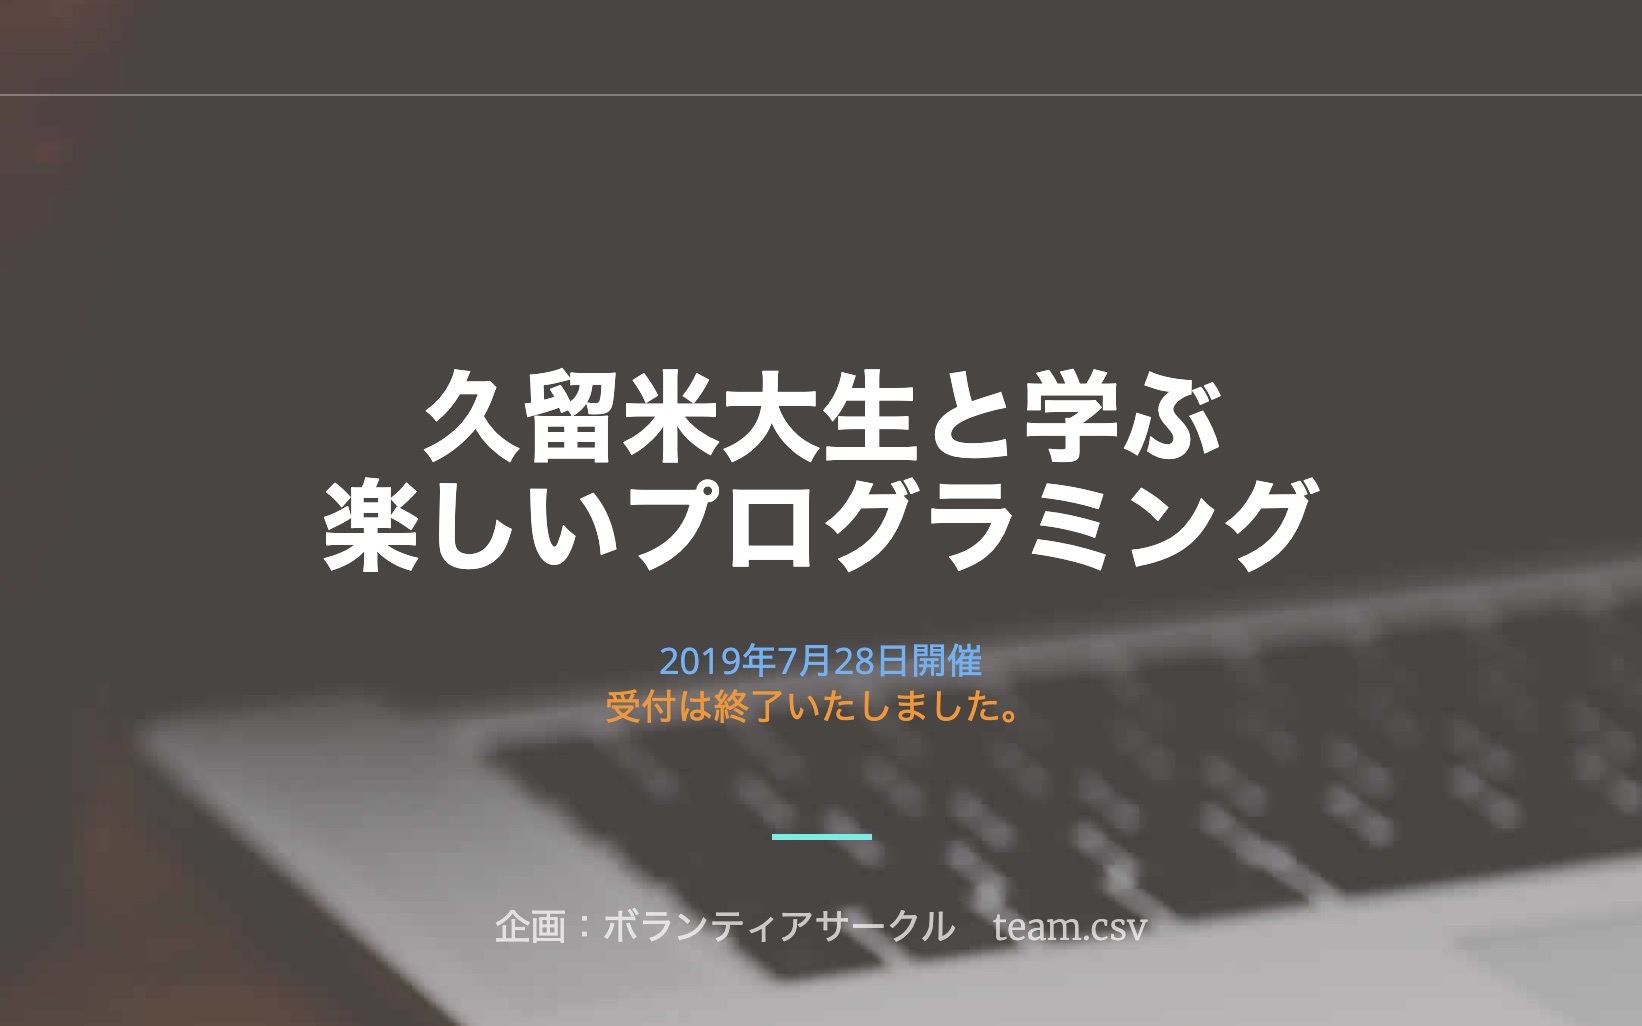 久留米大生と学ぶ
楽しいプログラミング
2019年7月28日開催
受付は終了いたしました。
企画：ボランティアサークル　team.csv